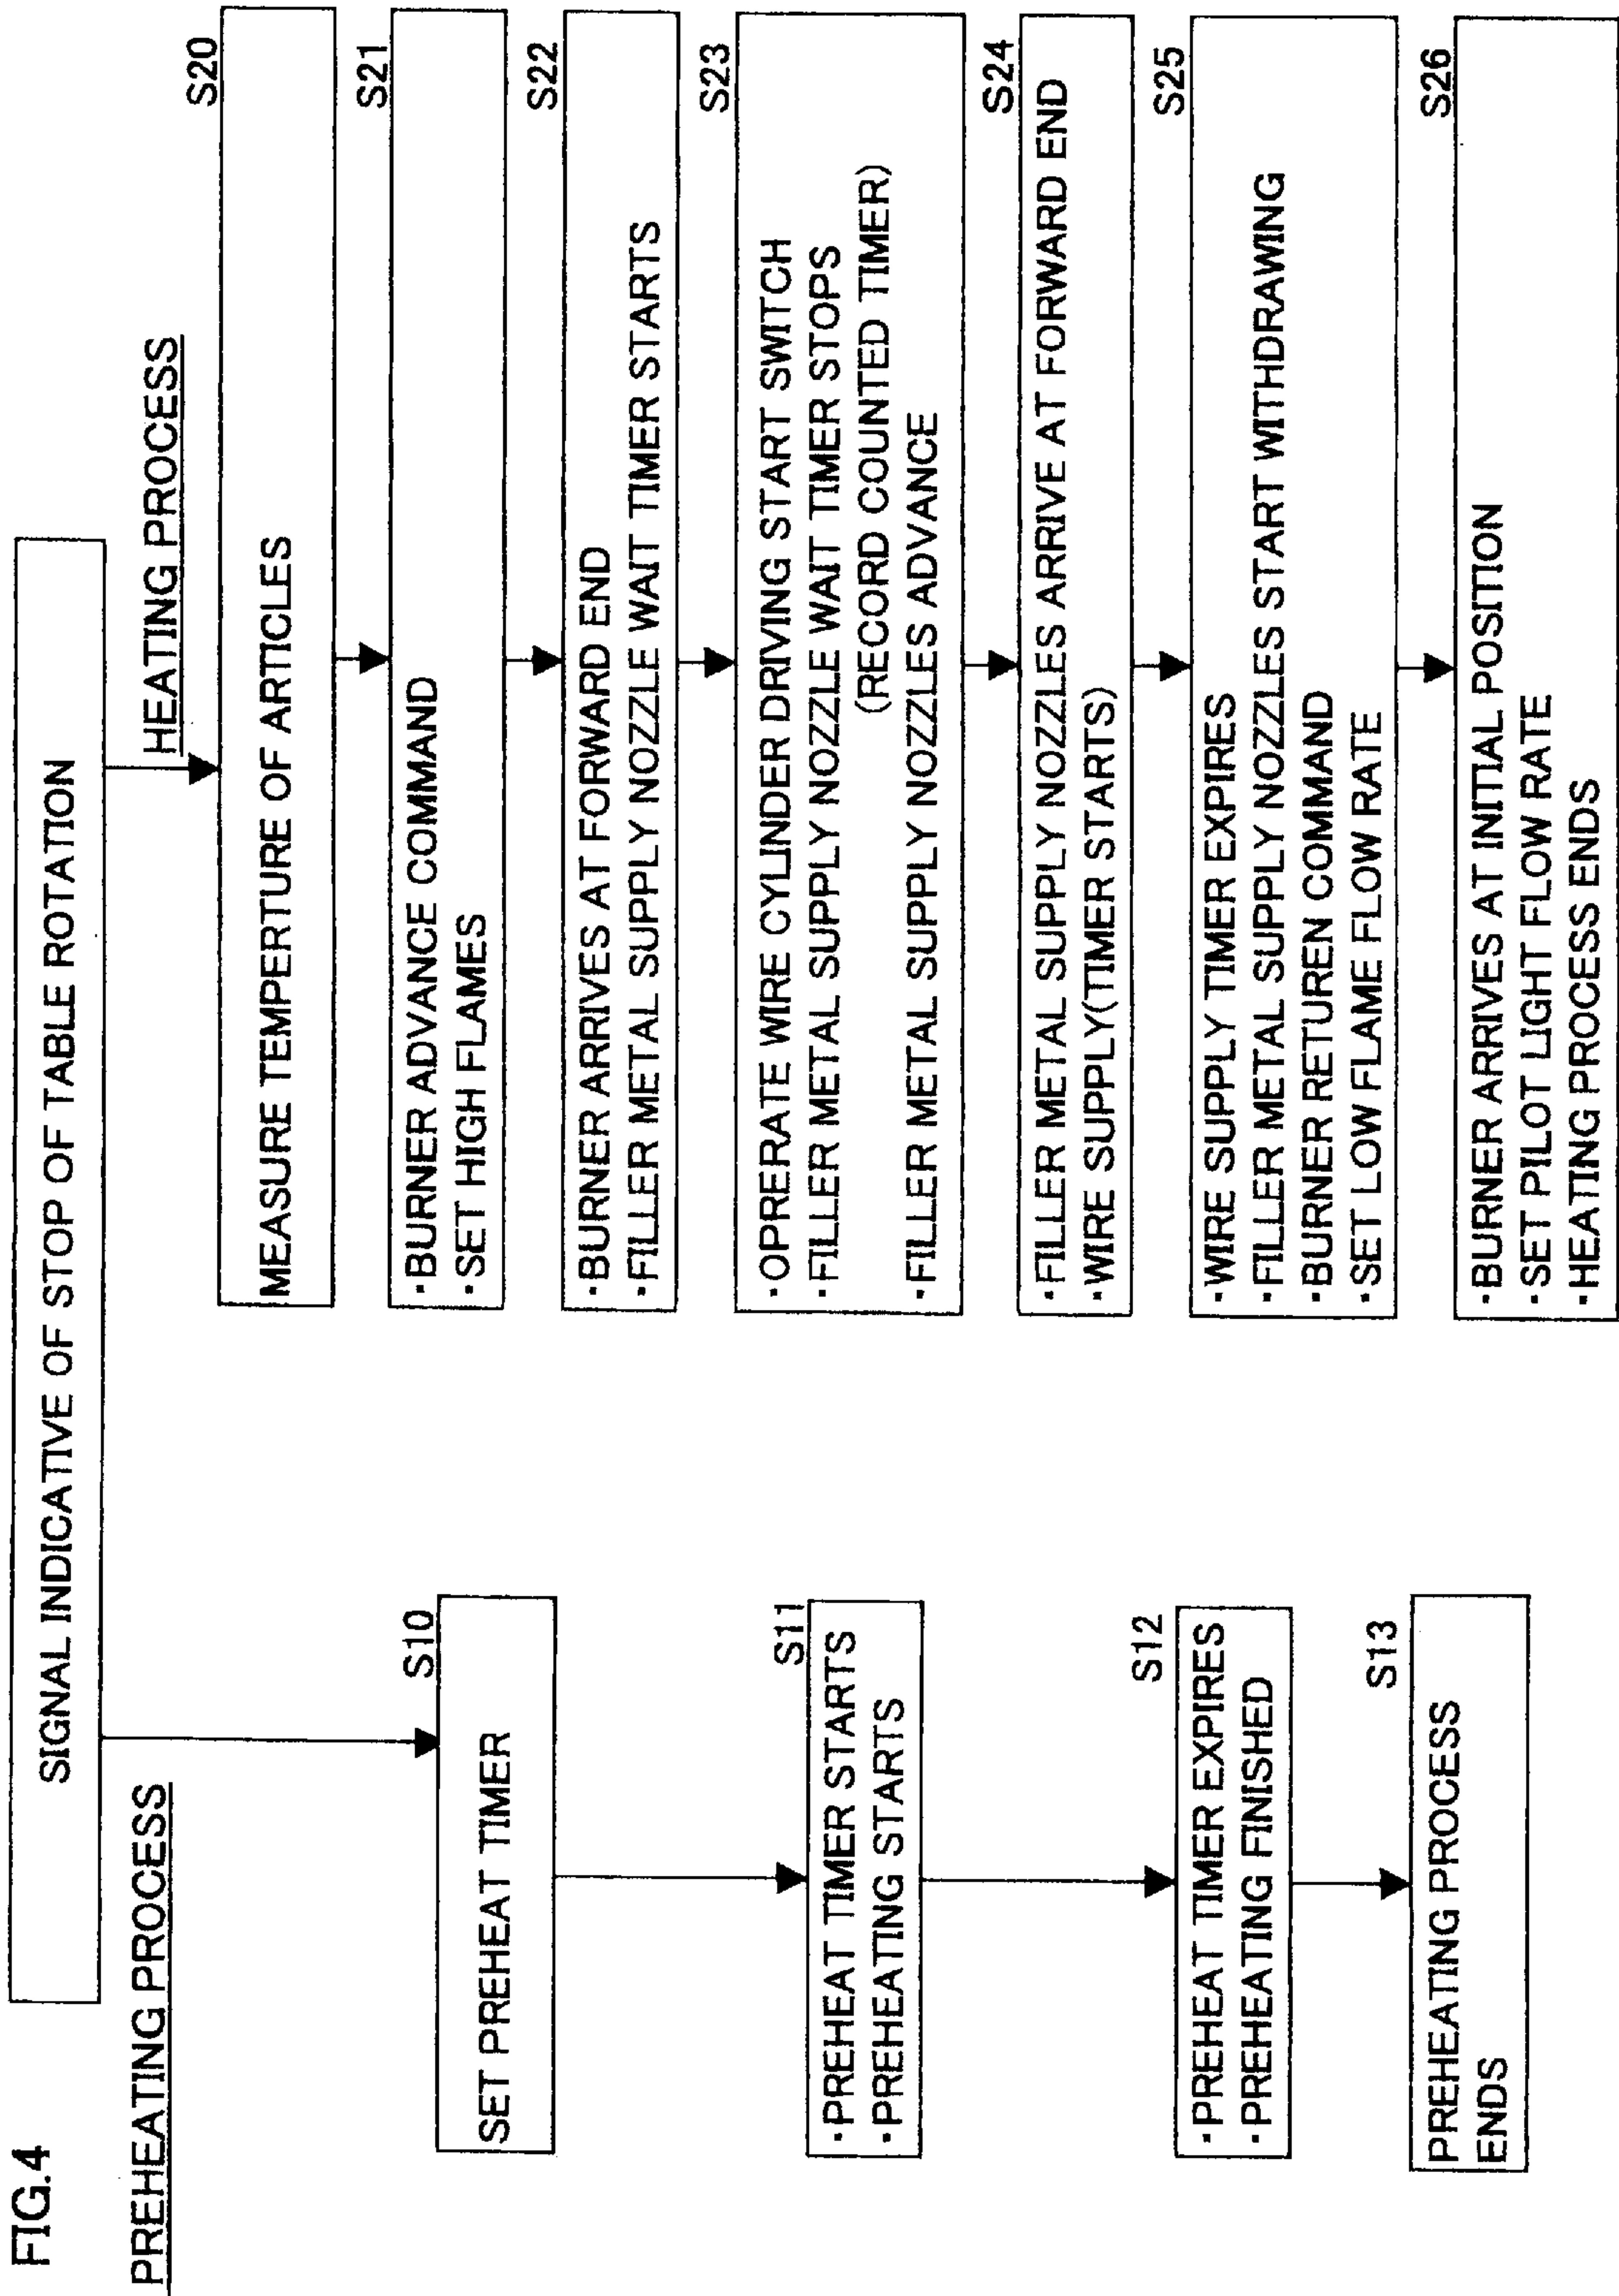 FIG.4
SIGNAL INDICATIVE OF STOP OF TABLE ROTATION
PREHEATING PROCESS
S10
SET PREHEAT TIMER
S11
·PREHEAT TIMER STARTS
·PREHEATING STARTS
S12
·PREHEAT TIMER EXPIRES
·PREHEATING FINISHED
S13
PREHEATING PROCESS
ENDS
HEATING PROCESS
S20
MEASURE TEMPERTURE OF ARTICLES
S21
·BURNER ADVANCE COMMAND
·SET HIGH FLAMES
S22
·BURNER ARRIVES AT FORWARD END
·FILLER METAL SUPPLY NOZZLE WAIT TIMER STARTS
S23
·OPRERATE WIRE CYLINDER DRIVING START SWITCH
·FILLER METAL SUPPLY NOZZLE WAIT TIMER STOPS
(RECORD COUNTED TIMER)
·FILLER METAL SUPPLY NOZZLES ADVANCE
S24
·FILLER METAL SUPPLY NOZZLES ARRIVE AT FORWARD END
·WIRE SUPPLY(TIMER STARTS)
S25
·WIRE SUPPLY TIMER EXPIRES
·FILLER METAL SUPPLY NOZZLES START WITHDRAWING
·BURNER RETUREN COMMAND
·SET LOW FLAME FLOW RATE
S26
·BURNER ARRIVES AT INITIAL POSITION
·SET PILOT LIGHT FLOW RATE
·HEATING PROCESS ENDS